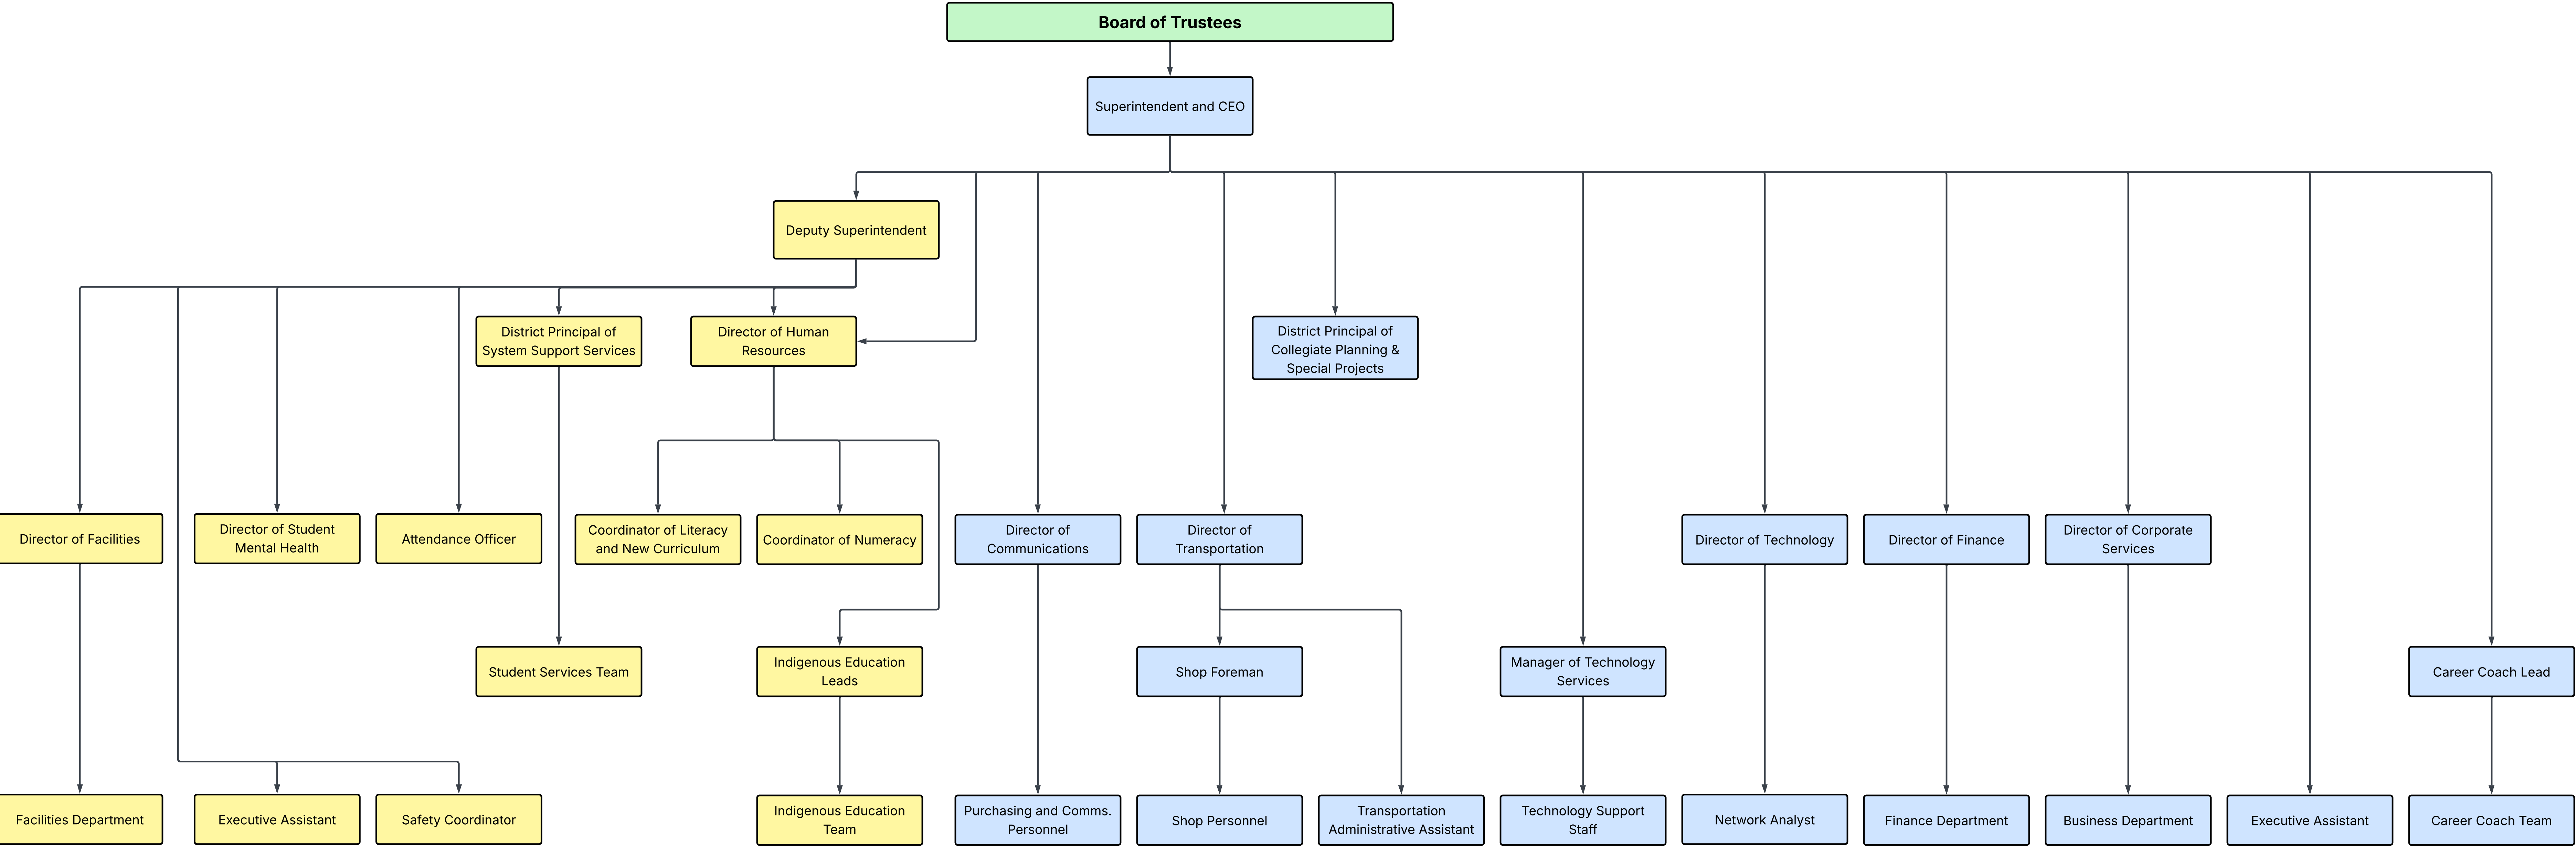 Board of Trustees
Superintendent and CEO
Deputy Superintendent
District Principal of
System Support Services
Director of Human
Resources
District Principal of
Collegiate Planning &
Special Projects
Director of Facilities
Director of Student
Mental Health
Attendance Officer
Coordinator of Literacy
and New Curriculum
Coordinator of Numeracy
Director of
Communications
Director of
Transportation
Director of Technology
Director of Finance
Director of Corporate
Services
Student Services Team
Indigenous Education
Leads
Shop Foreman
Manager of Technology
Services
Career Coach Lead
Facilities Department
Executive Assistant
Safety Coordinator
Indigenous Education
Team
Purchasing and Comms.
Personnel
Shop Personnel
Transportation
Administrative Assistant
Technology Support
Staff
Network Analyst
Finance Department
Business Department
Executive Assistant
Career Coach Team